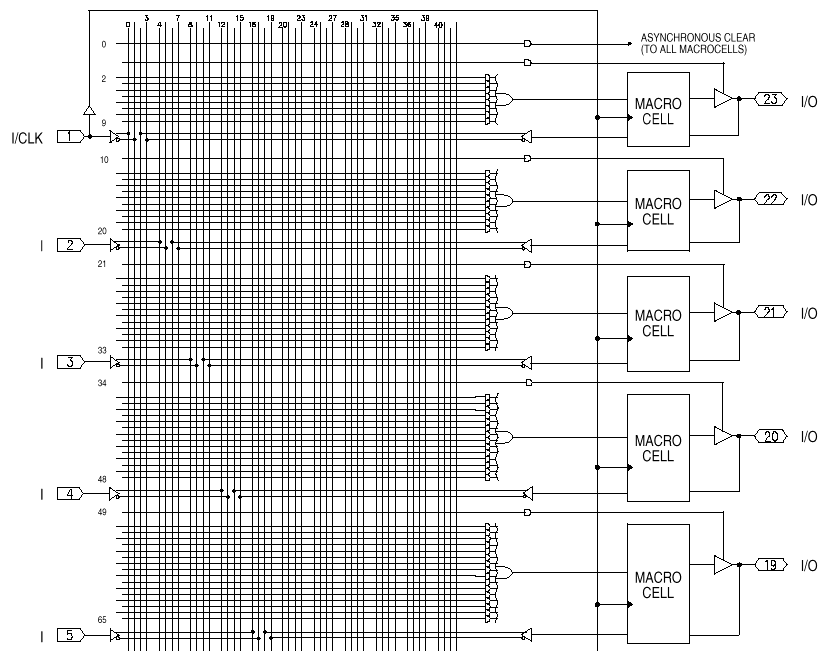 3 7 11 15 19 23 27 31 35 39
0 4 8 12 16 20 24 28 32 36 40
0
ASYNCHRONOUS CLEAR
(TO ALL MACROCELLS)
2
MACRO
CELL
23 I/O
9
I/CLK 1
10
MACRO
CELL
22 I/O
20
I 2
21
MACRO
CELL
21 I/O
33
I 3
34
MACRO
CELL
20 I/O
48
I 4
49
MACRO
CELL
19 I/O
65
I 5